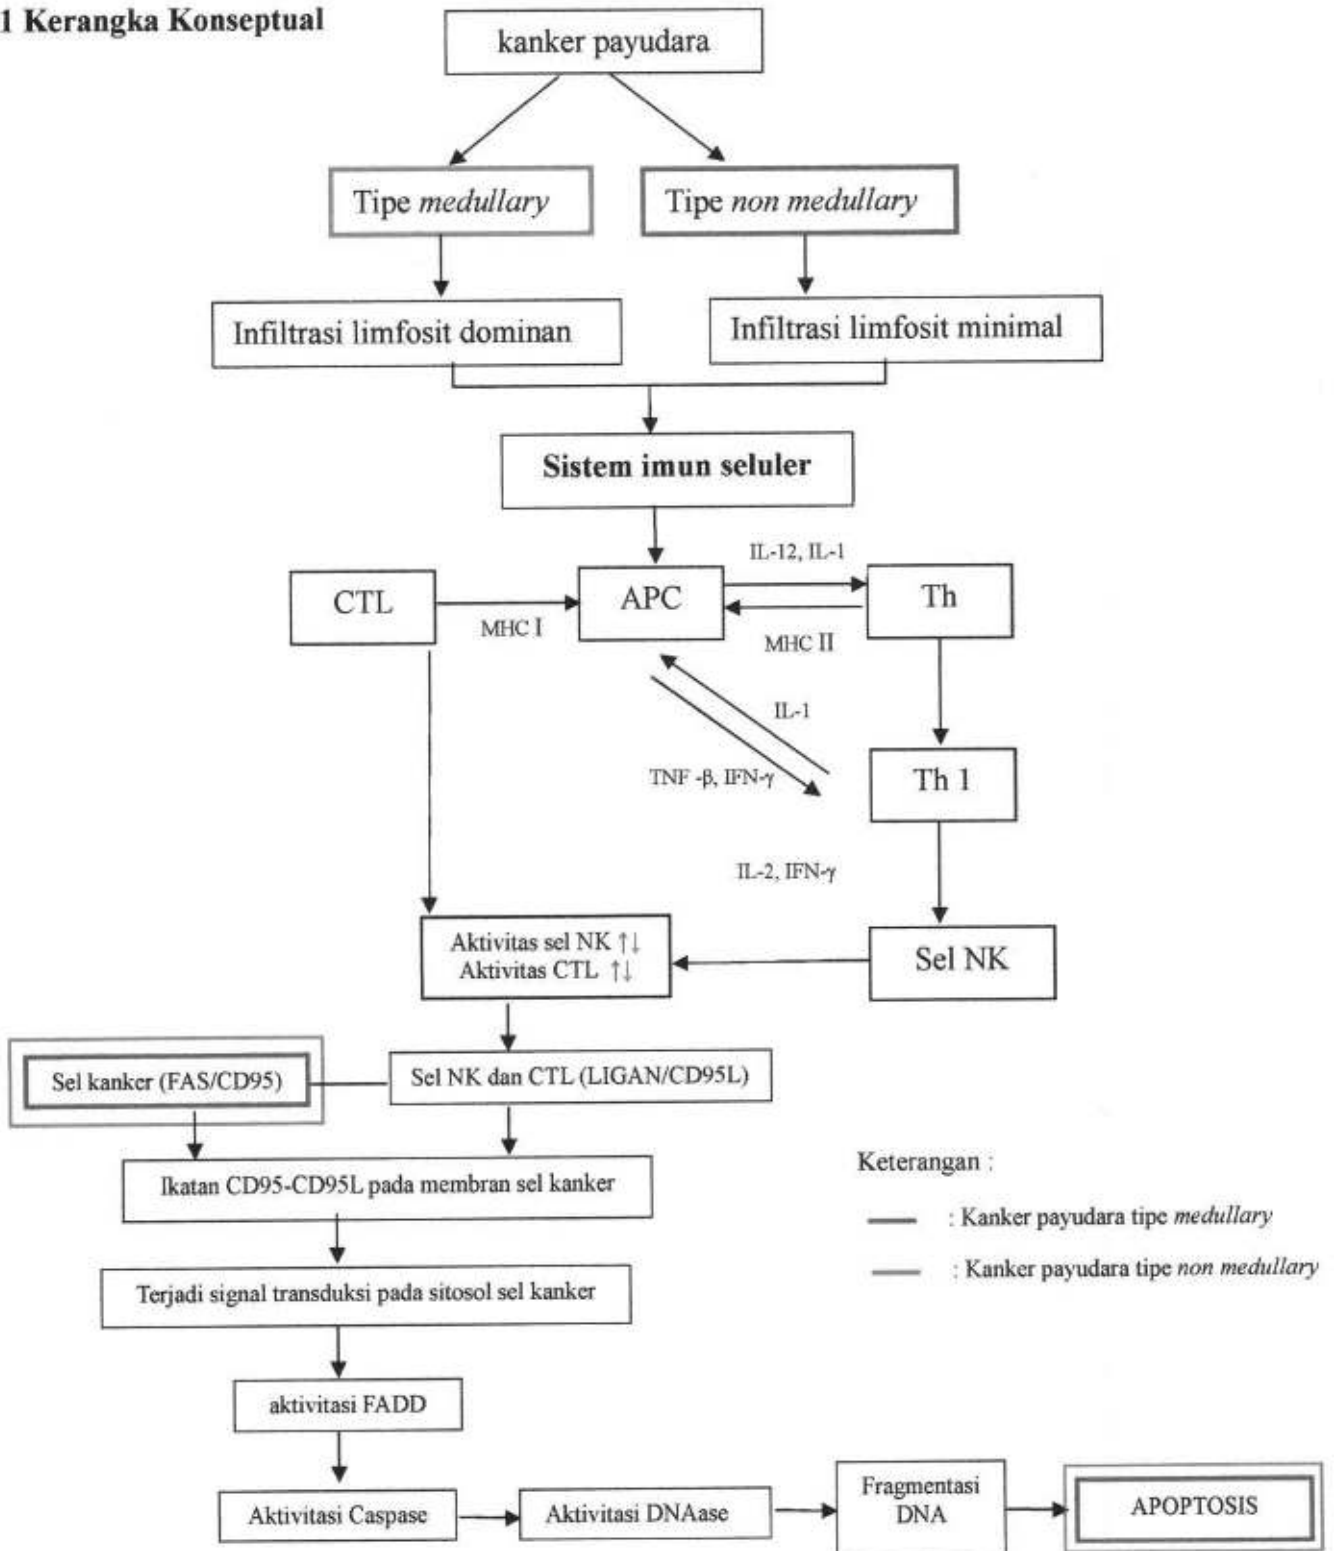 1 Kerangka Konseptual
kanker payudara
Tipe medullary
Tipe non medullary
Infiltrasi limfosit dominan
Infiltrasi limfosit minimal
Sistem imun seluler
IL-12, IL-1
CTL
APC
Th
MHC I
MHC II
IL-1
TNF -β, IFN-γ
Th 1
IL-2, IFN-γ
Aktivitas sel NK ↑↓
Aktivitas CTL ↑↓
Sel NK
Sel kanker (FAS/CD95)
Sel NK dan CTL (LIGAN/CD95L)
Ikatan CD95-CD95L pada membran sel kanker
Keterangan :
: Kanker payudara tipe medullary
: Kanker payudara tipe non medullary
Terjadi signal transduksi pada sitosol sel kanker
aktivitasi FADD
Aktivitasi Caspase
Aktivitasi DNAase
Fragmentasi
DNA
APOPTOSIS